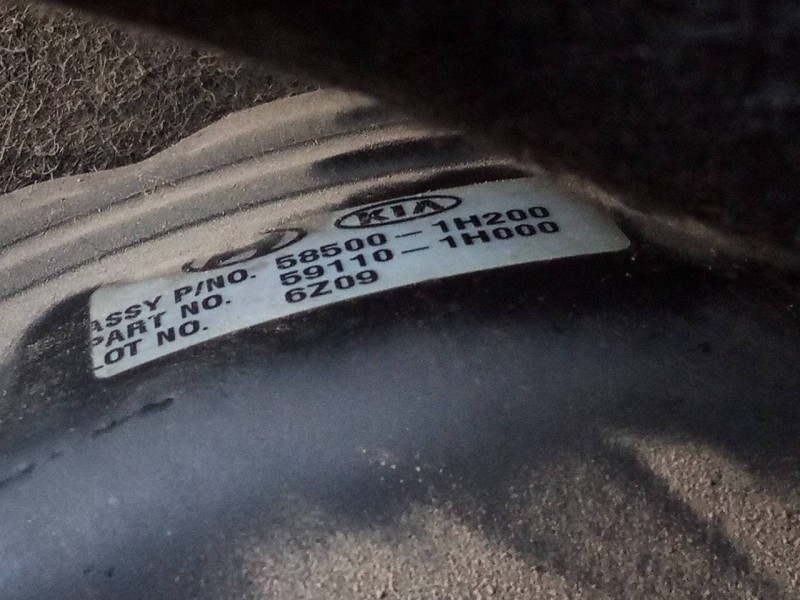 KIA
ASSY P/NO. 58500-1H200
PART NO. 59110-1H000
LOT NO. 6Z09